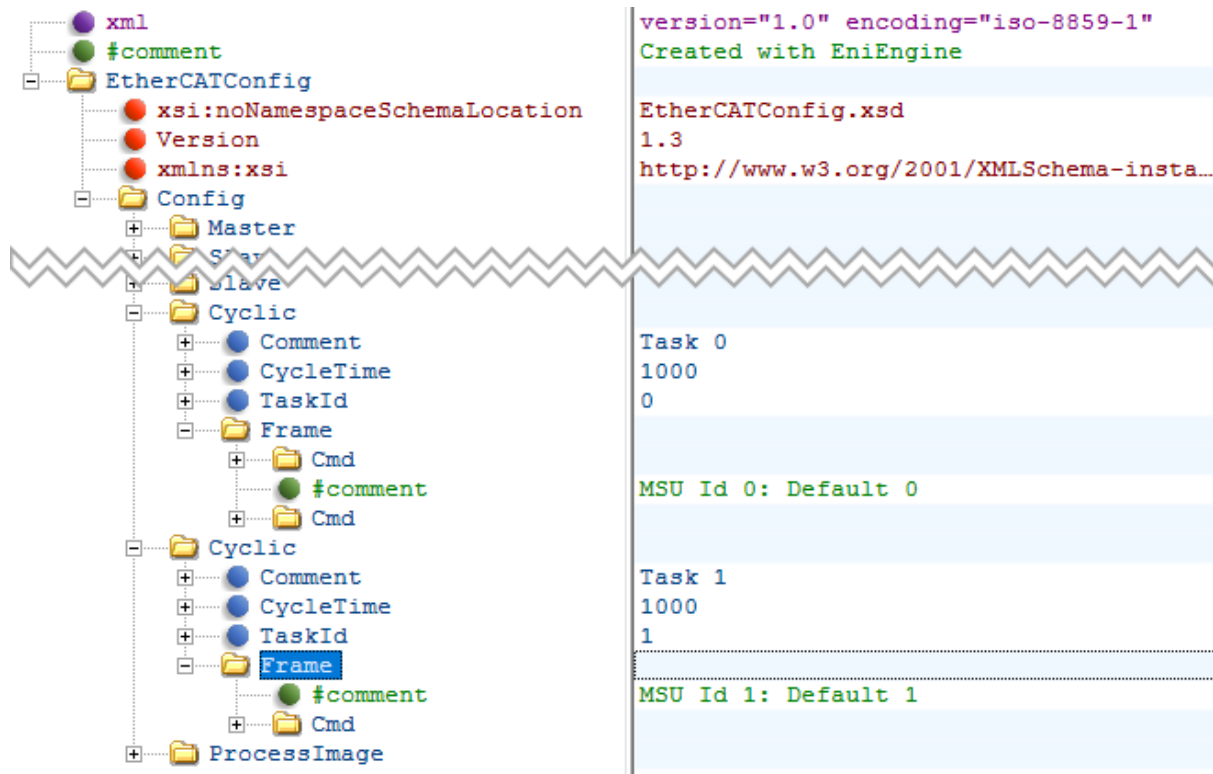 xml version="1.0" encoding="iso-8859-1"
#comment Created with EniEngine
EtherCATConfig
xsi:noNamespaceSchemaLocation EtherCATConfig.xsd
Version 1.3
xmlns:xsi http://www.w3.org/2001/XMLSchema-insta…
Config
Master
Slave
Cyclic
Comment Task 0
CycleTime 1000
TaskId 0
Frame
Cmd
#comment MSU Id 0: Default 0
Cmd
Cyclic
Comment Task 1
CycleTime 1000
TaskId 1
Frame
#comment MSU Id 1: Default 1
Cmd
ProcessImage